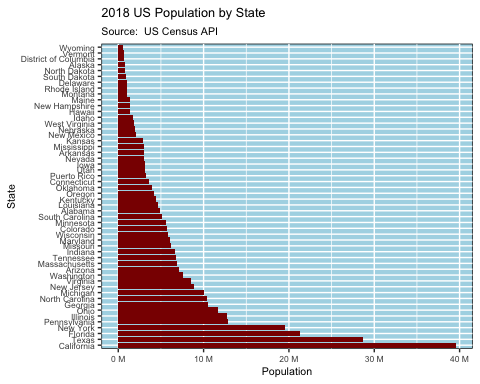 2018 US Population by State
Source:  US Census API
State
Wyoming
Vermont
District of Columbia
Alaska
North Dakota
South Dakota
Delaware
Rhode Island
Montana
Maine
New Hampshire
Hawaii
Idaho
West Virginia
Nebraska
New Mexico
Kansas
Mississippi
Arkansas
Nevada
Iowa
Utah
Puerto Rico
Connecticut
Oklahoma
Oregon
Kentucky
Louisiana
Alabama
South Carolina
Minnesota
Colorado
Wisconsin
Maryland
Missouri
Indiana
Tennessee
Massachusetts
Arizona
Washington
Virginia
New Jersey
Michigan
North Carolina
Georgia
Ohio
Illinois
Pennsylvania
New York
Florida
Texas
California
0 M 10 M 20 M 30 M 40 M
Population